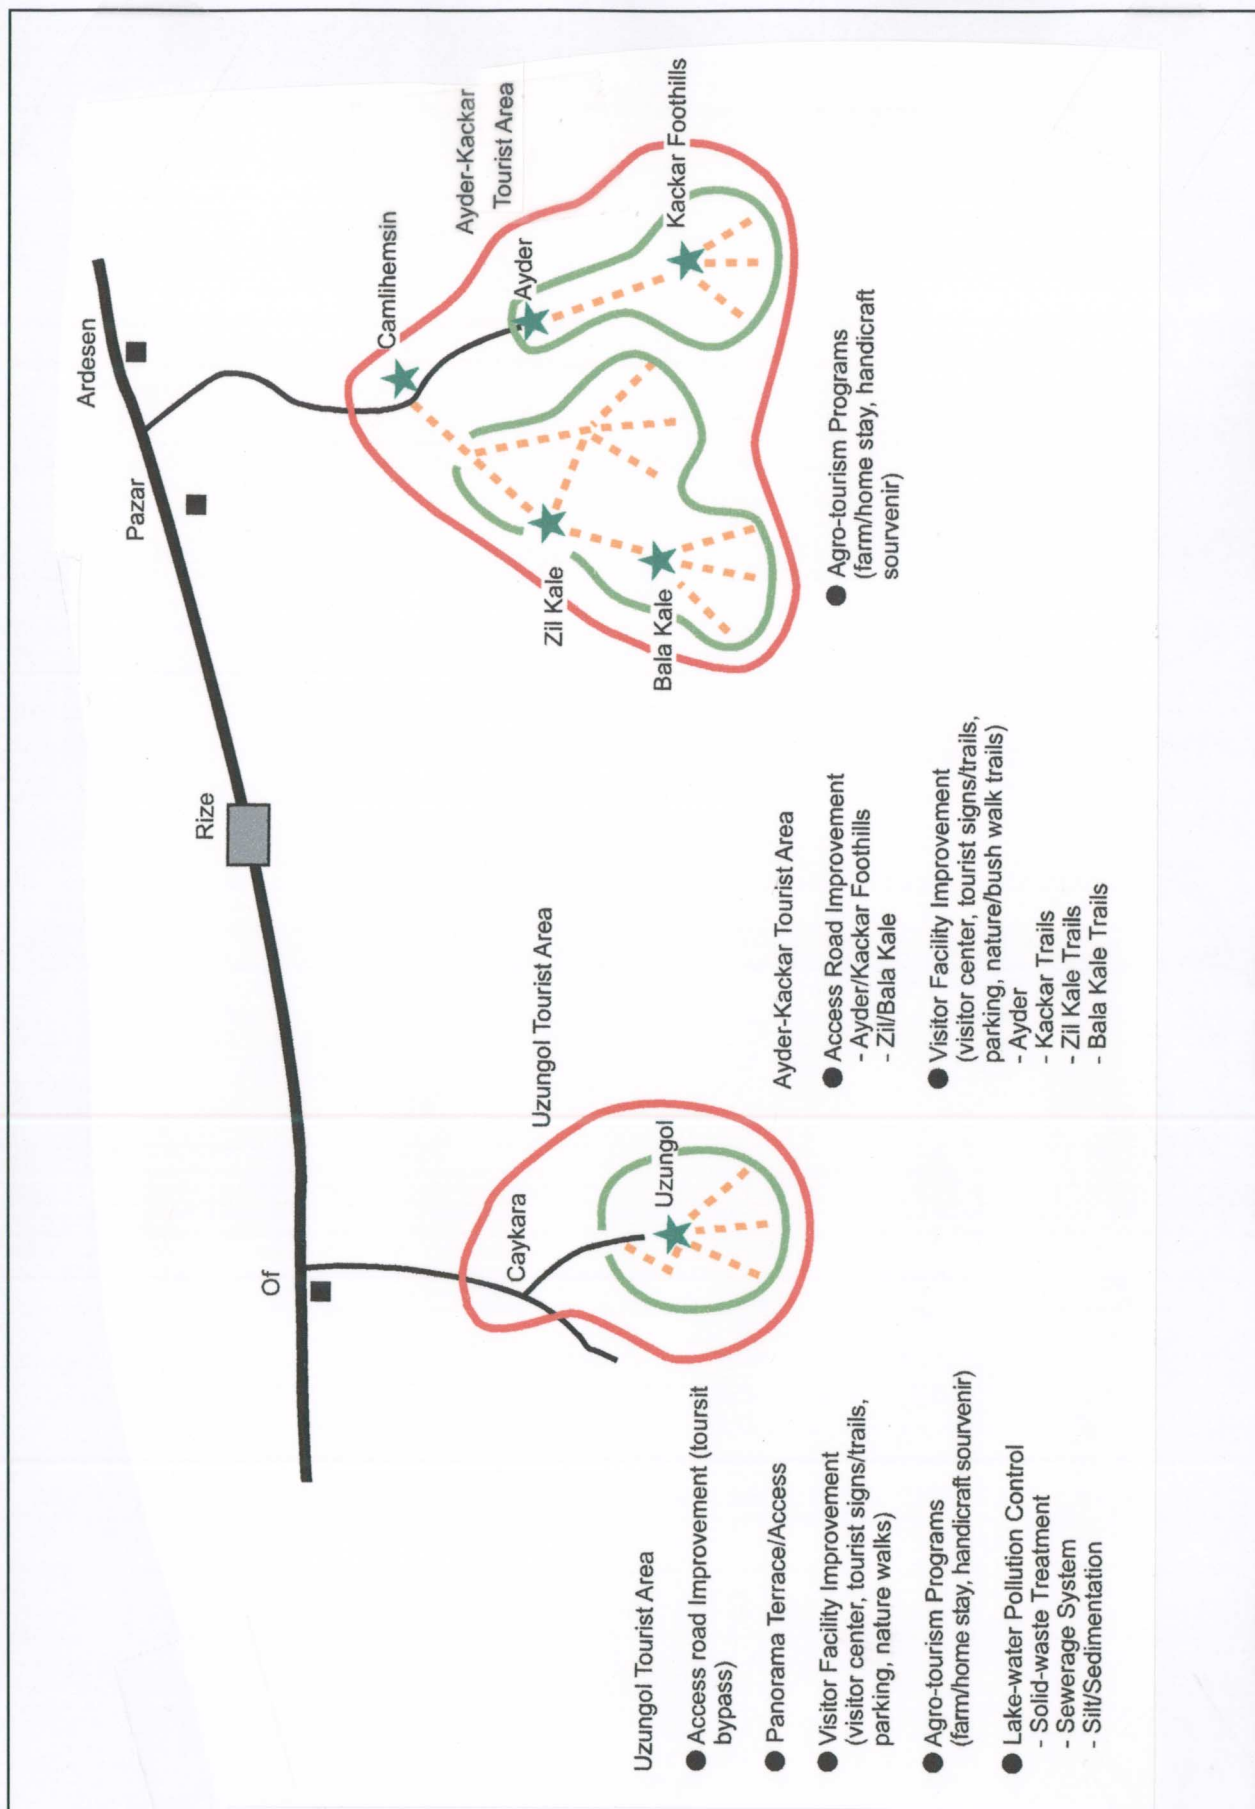 Ardesen
Pazar
Rize
Of
Camlihemsin
Ayder-Kackar
Tourist Area
Ayder
Kackar Foothills
Zil Kale
Bala Kale
Uzungol Tourist Area
Caykara
Uzungol
Uzungol Tourist Area
● Access road Improvement (toursit
bypass)
● Panorama Terrace/Access
● Visitor Facility Improvement
(visitor center, tourist signs/trails,
parking, nature walks)
● Agro-tourism Programs
(farm/home stay, handicraft sourvenir)
● Lake-water Pollution Control
- Solid-waste Treatment
- Sewerage System
- Silt/Sedimentation
Ayder-Kackar Tourist Area
● Access Road Improvement
- Ayder/Kackar Foothills
- Zil/Bala Kale
● Visitor Facility Improvement
(visitor center, tourist signs/trails,
parking, nature/bush walk trails)
- Ayder
- Kackar Trails
- Zil Kale Trails
- Bala Kale Trails
● Agro-tourism Programs
(farm/home stay, handicraft
sourvenir)